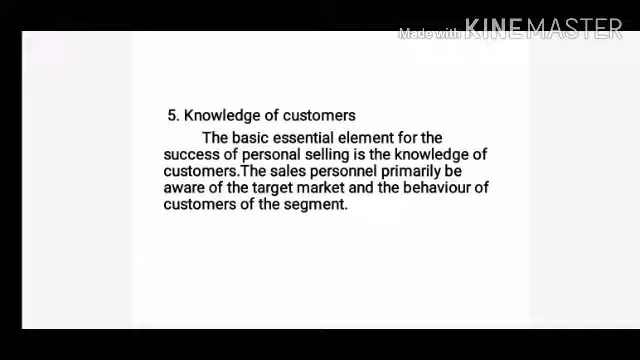 Made with KINEMASTER
5. Knowledge of customers
The basic essential element for the
success of personal selling is the knowledge of
customers.The sales personnel primarily be
aware of the target market and the behaviour of
customers of the segment.